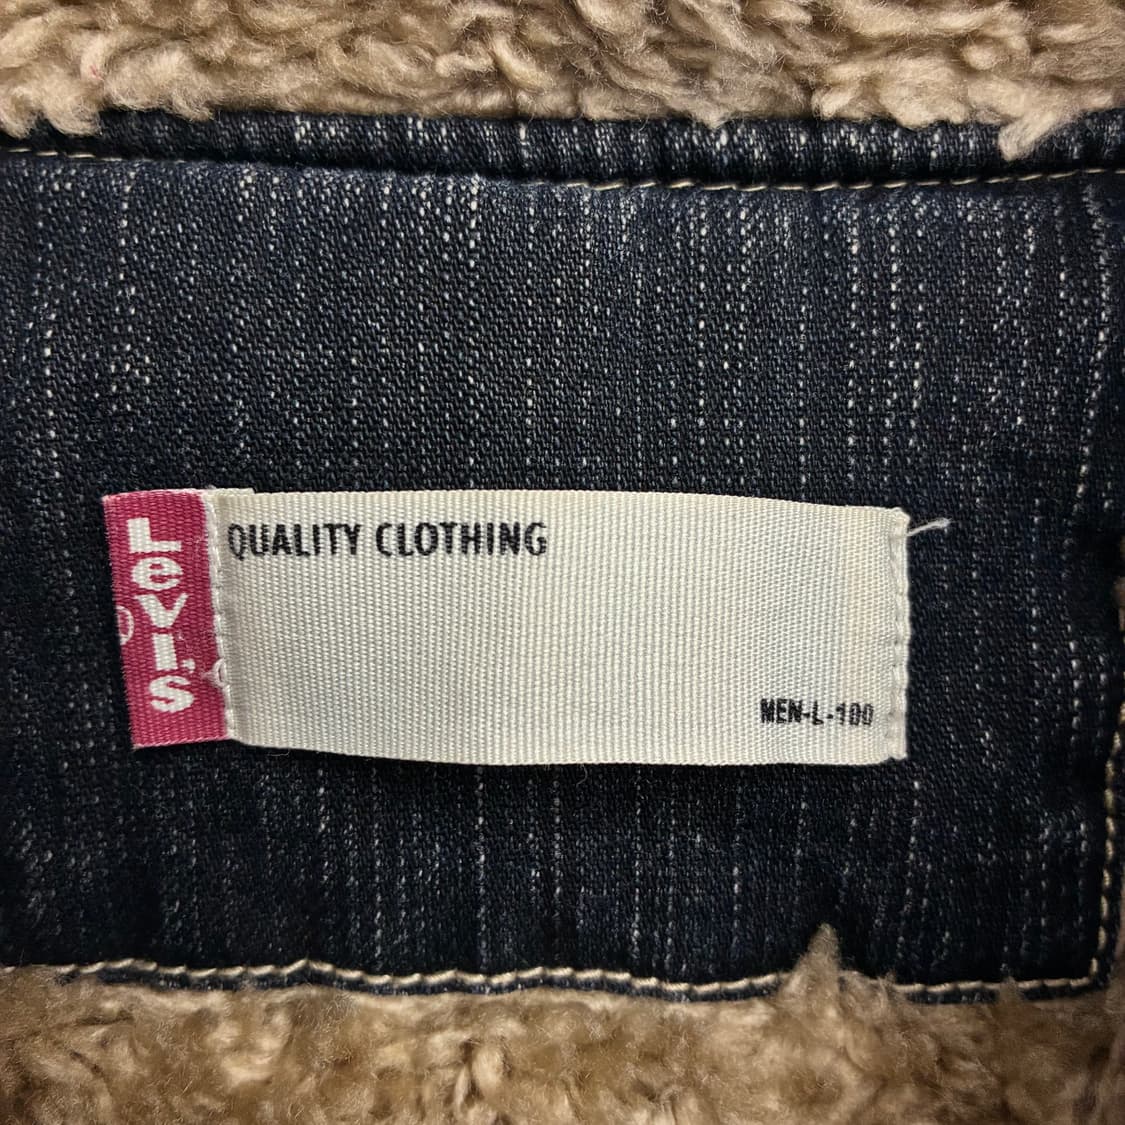 Levi's
®
QUALITY CLOTHING
MEN-L-100